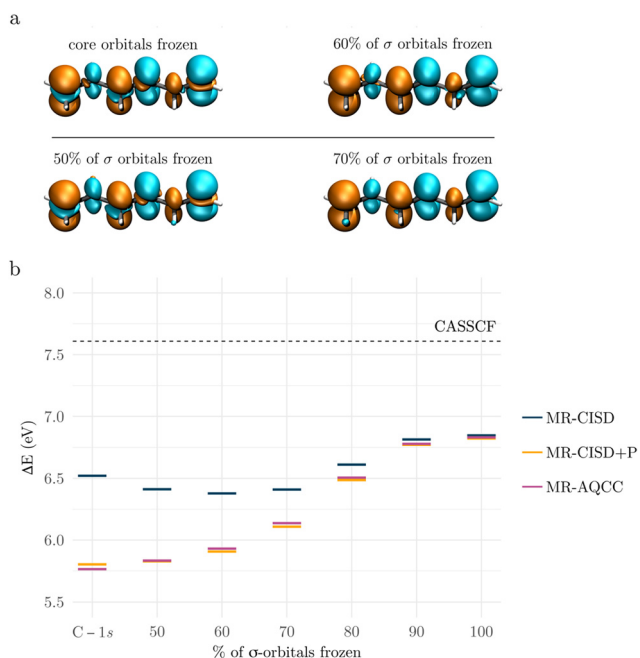 a
core orbitals frozen
60% of σ orbitals frozen
50% of σ orbitals frozen
70% of σ orbitals frozen
b
8.0
CASSCF
7.5
7.0
MR-CISD
ΔE (eV)
MR-CISD+P
6.5
MR-AQCC
6.0
5.5
C – 1s 50 60 70 80 90 100
% of σ-orbitals frozen